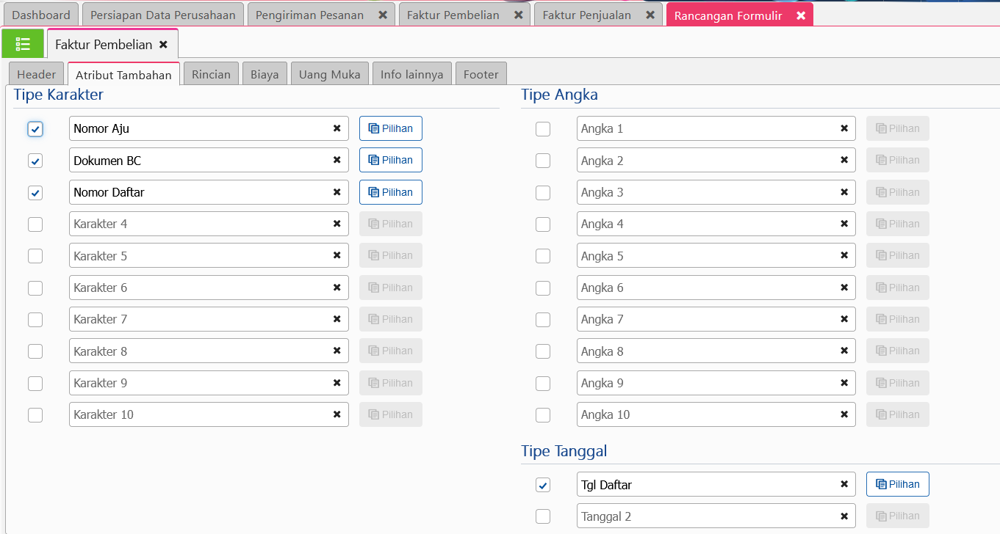 Dashboard Persiapan Data Perusahaan Pengiriman Pesanan Faktur Pembelian Faktur Penjualan Rancangan Formulir
Faktur Pembelian
Header Atribut Tambahan Rincian Biaya Uang Muka Info lainnya Footer
Tipe Karakter
Nomor Aju Pilihan
Dokumen BC Pilihan
Nomor Daftar Pilihan
Karakter 4 Pilihan
Karakter 5 Pilihan
Karakter 6 Pilihan
Karakter 7 Pilihan
Karakter 8 Pilihan
Karakter 9 Pilihan
Karakter 10 Pilihan
Tipe Angka
Angka 1 Pilihan
Angka 2 Pilihan
Angka 3 Pilihan
Angka 4 Pilihan
Angka 5 Pilihan
Angka 6 Pilihan
Angka 7 Pilihan
Angka 8 Pilihan
Angka 9 Pilihan
Angka 10 Pilihan
Tipe Tanggal
Tgl Daftar Pilihan
Tanggal 2 Pilihan